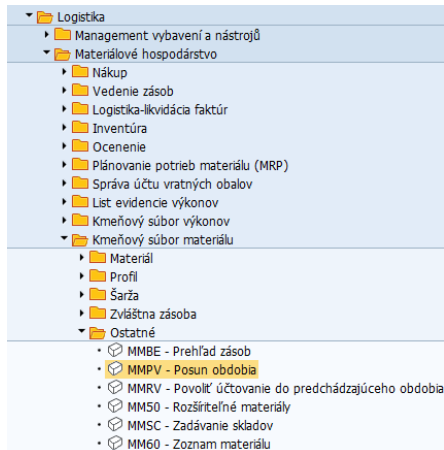 Logistika
Management vybavení a nástrojů
Materiálové hospodárstvo
Nákup
Vedenie zásob
Logistika-likvidácia faktúr
Inventúra
Ocenenie
Plánovanie potrieb materiálu (MRP)
Správa účtu vratných obalov
List evidencie výkonov
Kmeňový súbor výkonov
Kmeňový súbor materiálu
Materiál
Profil
Šarža
Zvláštna zásoba
Ostatné
MMBE - Prehľad zásob
MMPV - Posun obdobia
MMRV - Povoliť účtovanie do predchádzajúceho obdobia
MM50 - Rozšíriteľné materiály
MMSC - Zadávanie skladov
MM60 - Zoznam materiálu